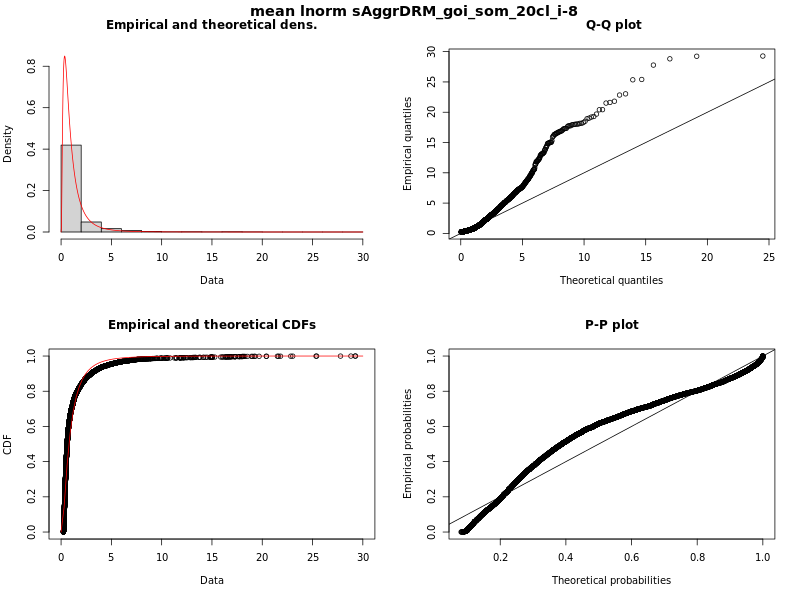 mean lnorm sAggrDRM_goi_som_20cl_i-8
Empirical and theoretical dens.
Density
0.0 0.2 0.4 0.6 0.8
0 5 10 15 20 25 30
Data
Q-Q plot
Empirical quantiles
0 5 10 15 20 25 30
0 5 10 15 20 25
Theoretical quantiles
Empirical and theoretical CDFs
CDF
0.0 0.2 0.4 0.6 0.8 1.0
0 5 10 15 20 25 30
Data
P-P plot
Empirical probabilities
0.0 0.2 0.4 0.6 0.8 1.0
0.2 0.4 0.6 0.8 1.0
Theoretical probabilities